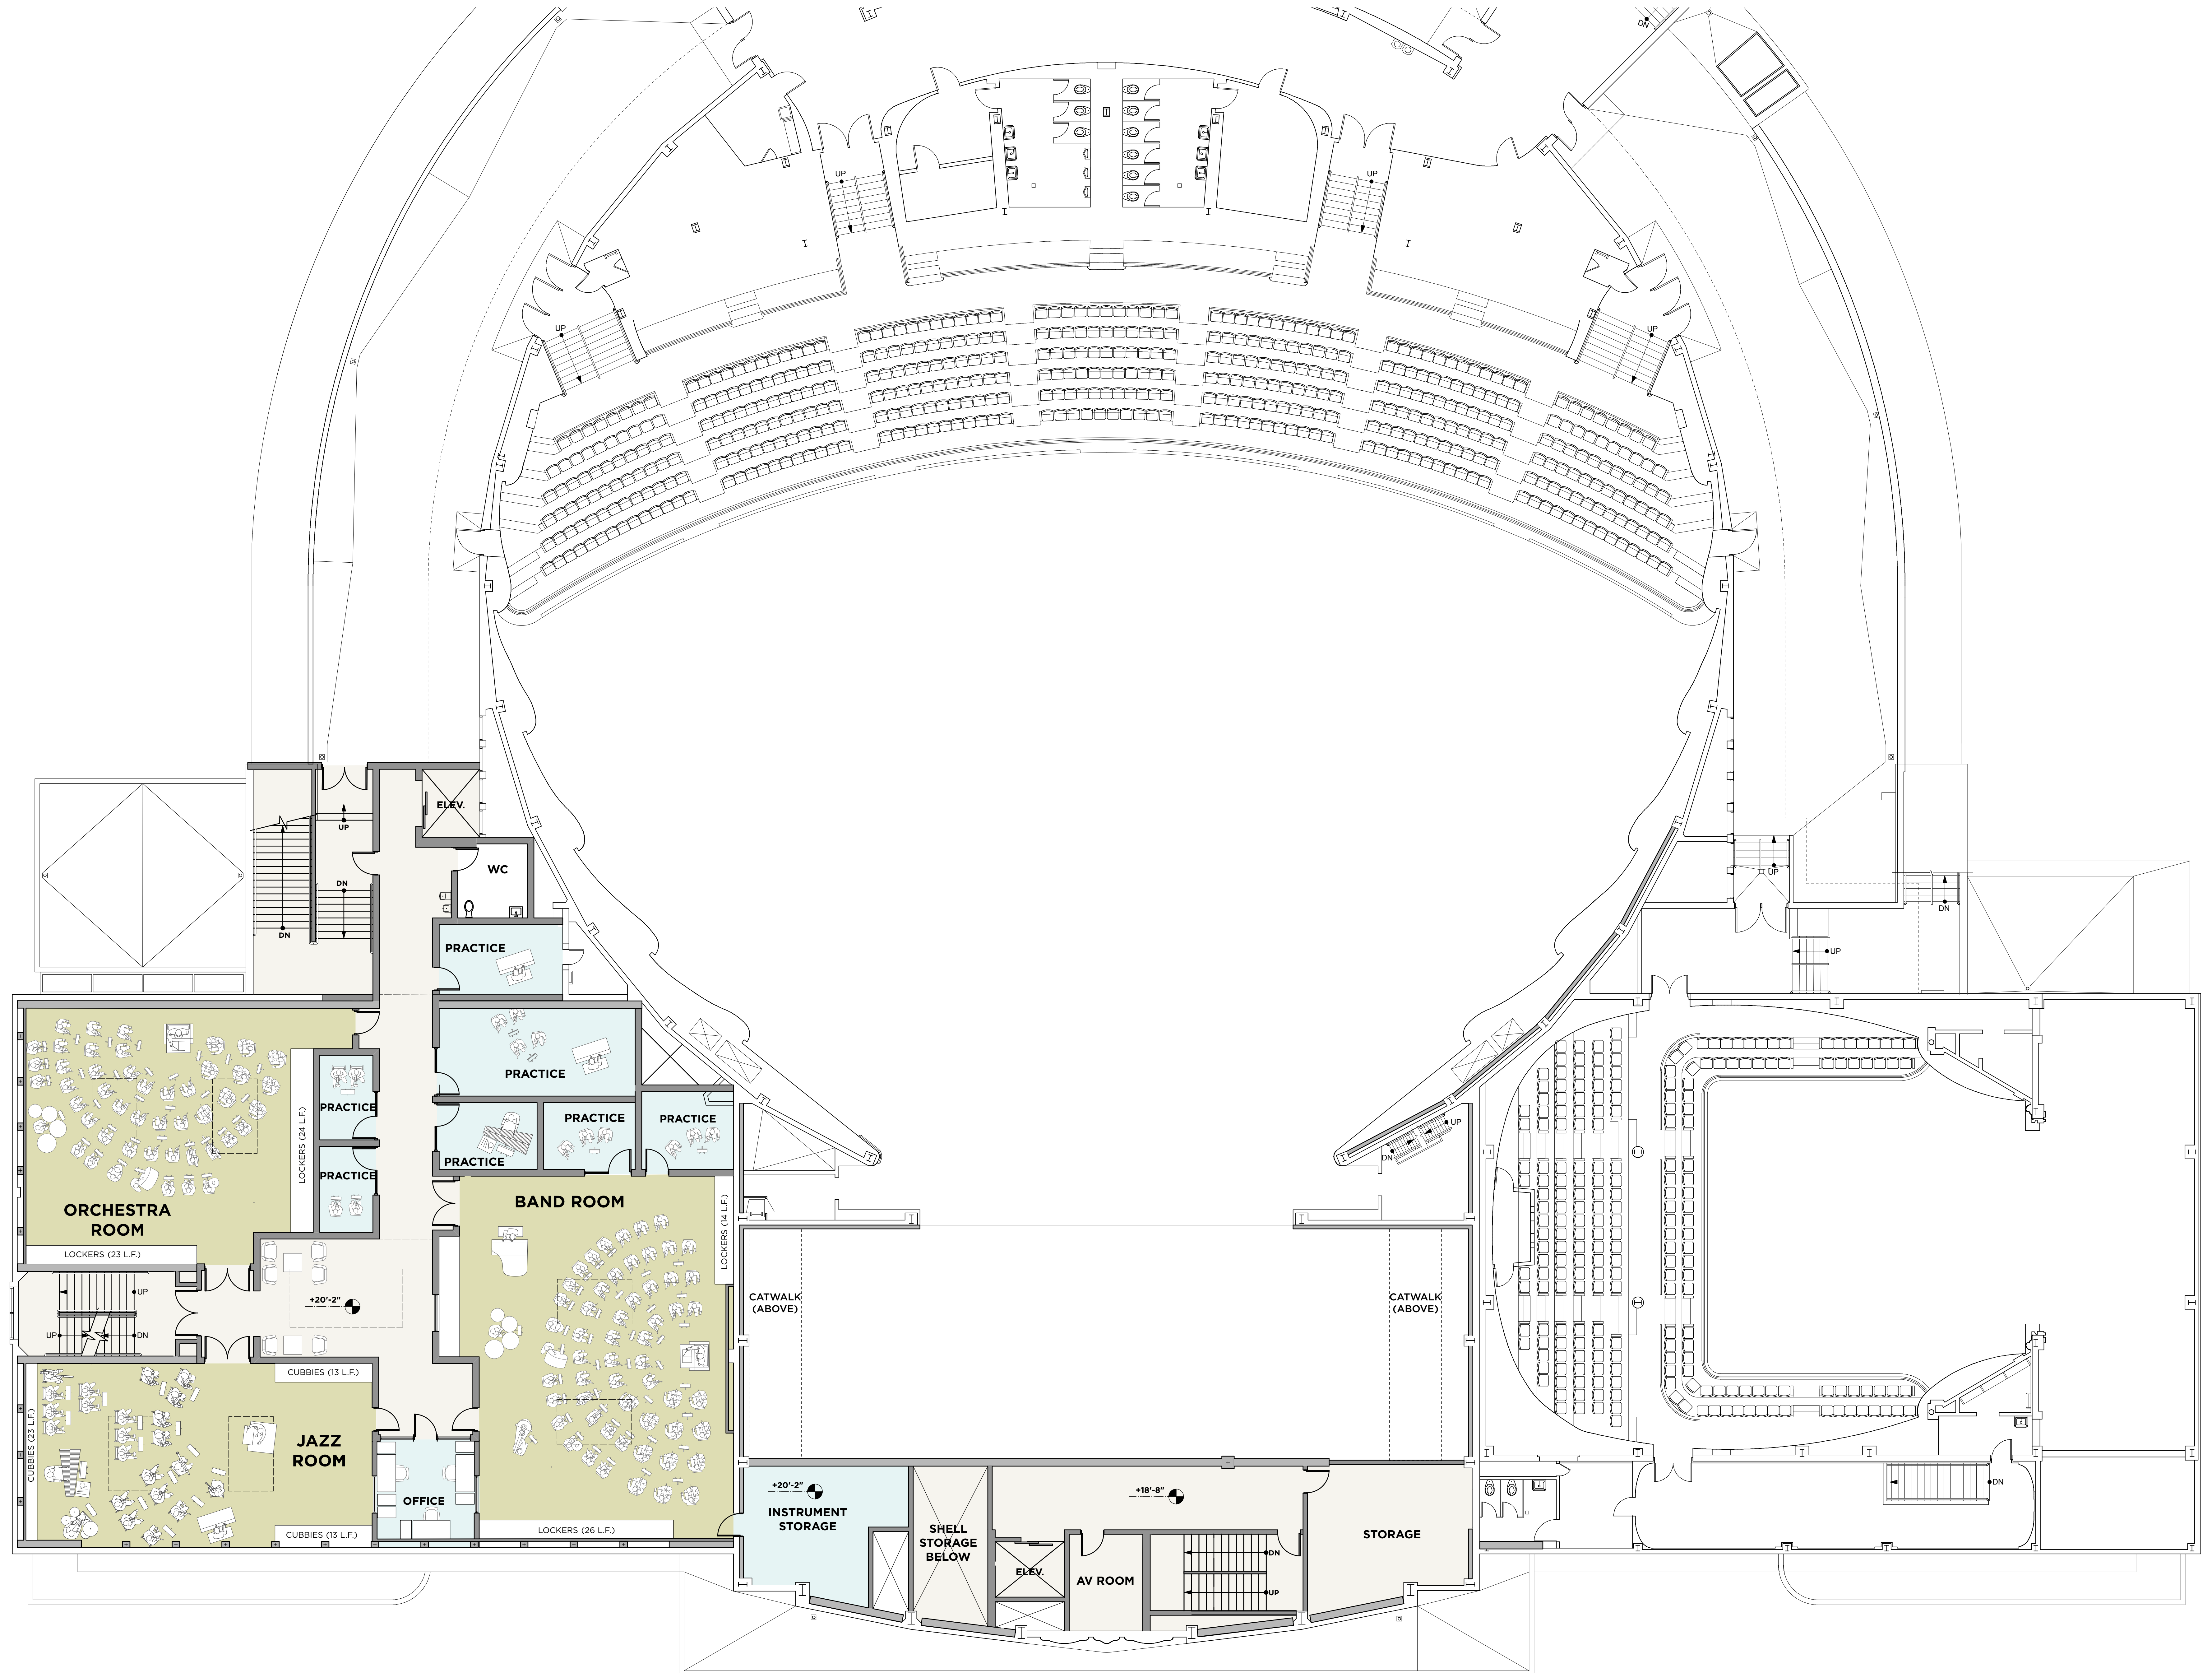 DN
UP
UP
UP
UP
ELEV.
UP
WC
DN
DN
UP
DN
PRACTICE
UP
PRACTICE
PRACTICE
PRACTICE
PRACTICE
PRACTICE
PRACTICE
LOCKERS (24 L.F.)
UP
DN
ORCHESTRA
ROOM
BAND ROOM
LOCKERS (14 L.F.)
LOCKERS (23 L.F.)
UP
+20'-2"
CATWALK
(ABOVE)
CATWALK
(ABOVE)
UP
DN
CUBBIES (13 L.F.)
CUBBIES (23 L.F.)
JAZZ
ROOM
OFFICE
CUBBIES (13 L.F.)
LOCKERS (26 L.F.)
+20'-2"
INSTRUMENT
STORAGE
SHELL
STORAGE
BELOW
+18'-8"
ELEV.
AV ROOM
DN
UP
STORAGE
DN